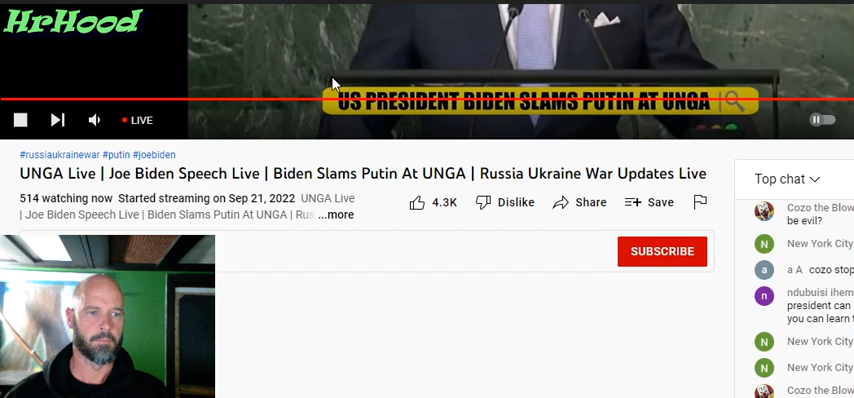 HrHood
US PRESIDENT BIDEN SLAMS PUTIN AT UNGA
LIVE
#russiaukrainewar #putin #joebiden
UNGA Live | Joe Biden Speech Live | Biden Slams Putin At UNGA | Russia Ukraine War Updates Live
514 watching now Started streaming on Sep 21, 2022 UNGA Live
| Joe Biden Speech Live | Biden Slams Putin At UNGA | Rus ...more
4.3K Dislike Share Save
SUBSCRIBE
Top chat
Cozo the Blow
be evil?
N New York City
a a A cozo stop
n ndubuisi ihem
president can
you can learn t
N New York City
N New York City
Cozo the Blow